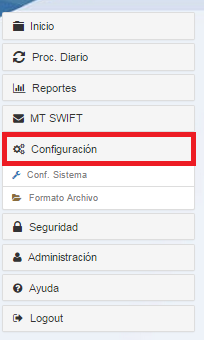 Inicio
Proc. Diario
Reportes
MT SWIFT
Configuración
Conf. Sistema
Formato Archivo
Seguridad
Administración
Ayuda
Logout